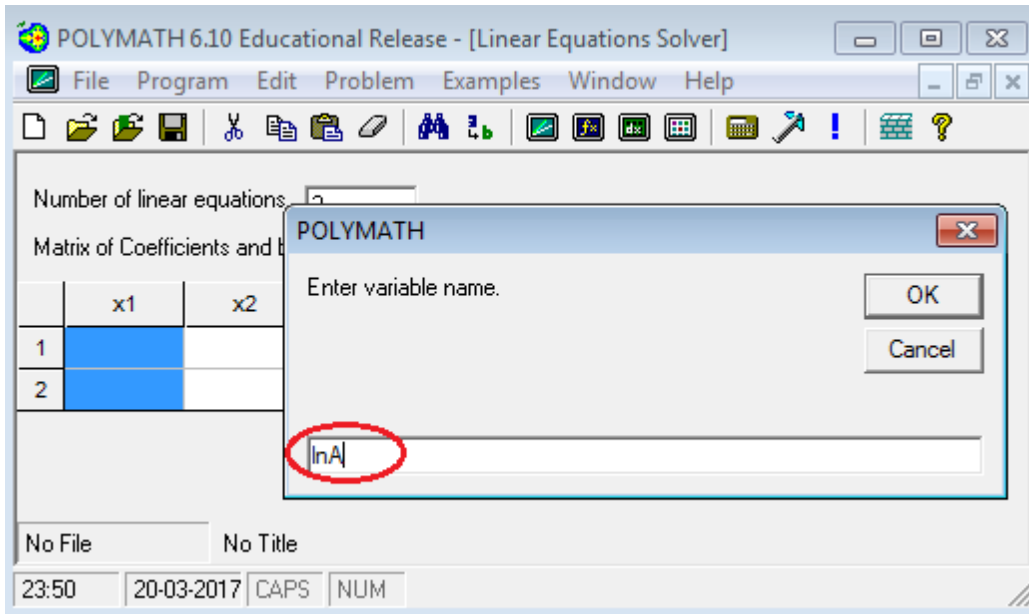 POLYMATH 6.10 Educational Release - [Linear Equations Solver]
File Program Edit Problem Examples Window Help
Number of linear equations
Matrix of Coefficients and
POLYMATH
Enter variable name.
OK
Cancel
lnA
x1 x2
1
2
No File No Title
23:50 20-03-2017 CAPS NUM